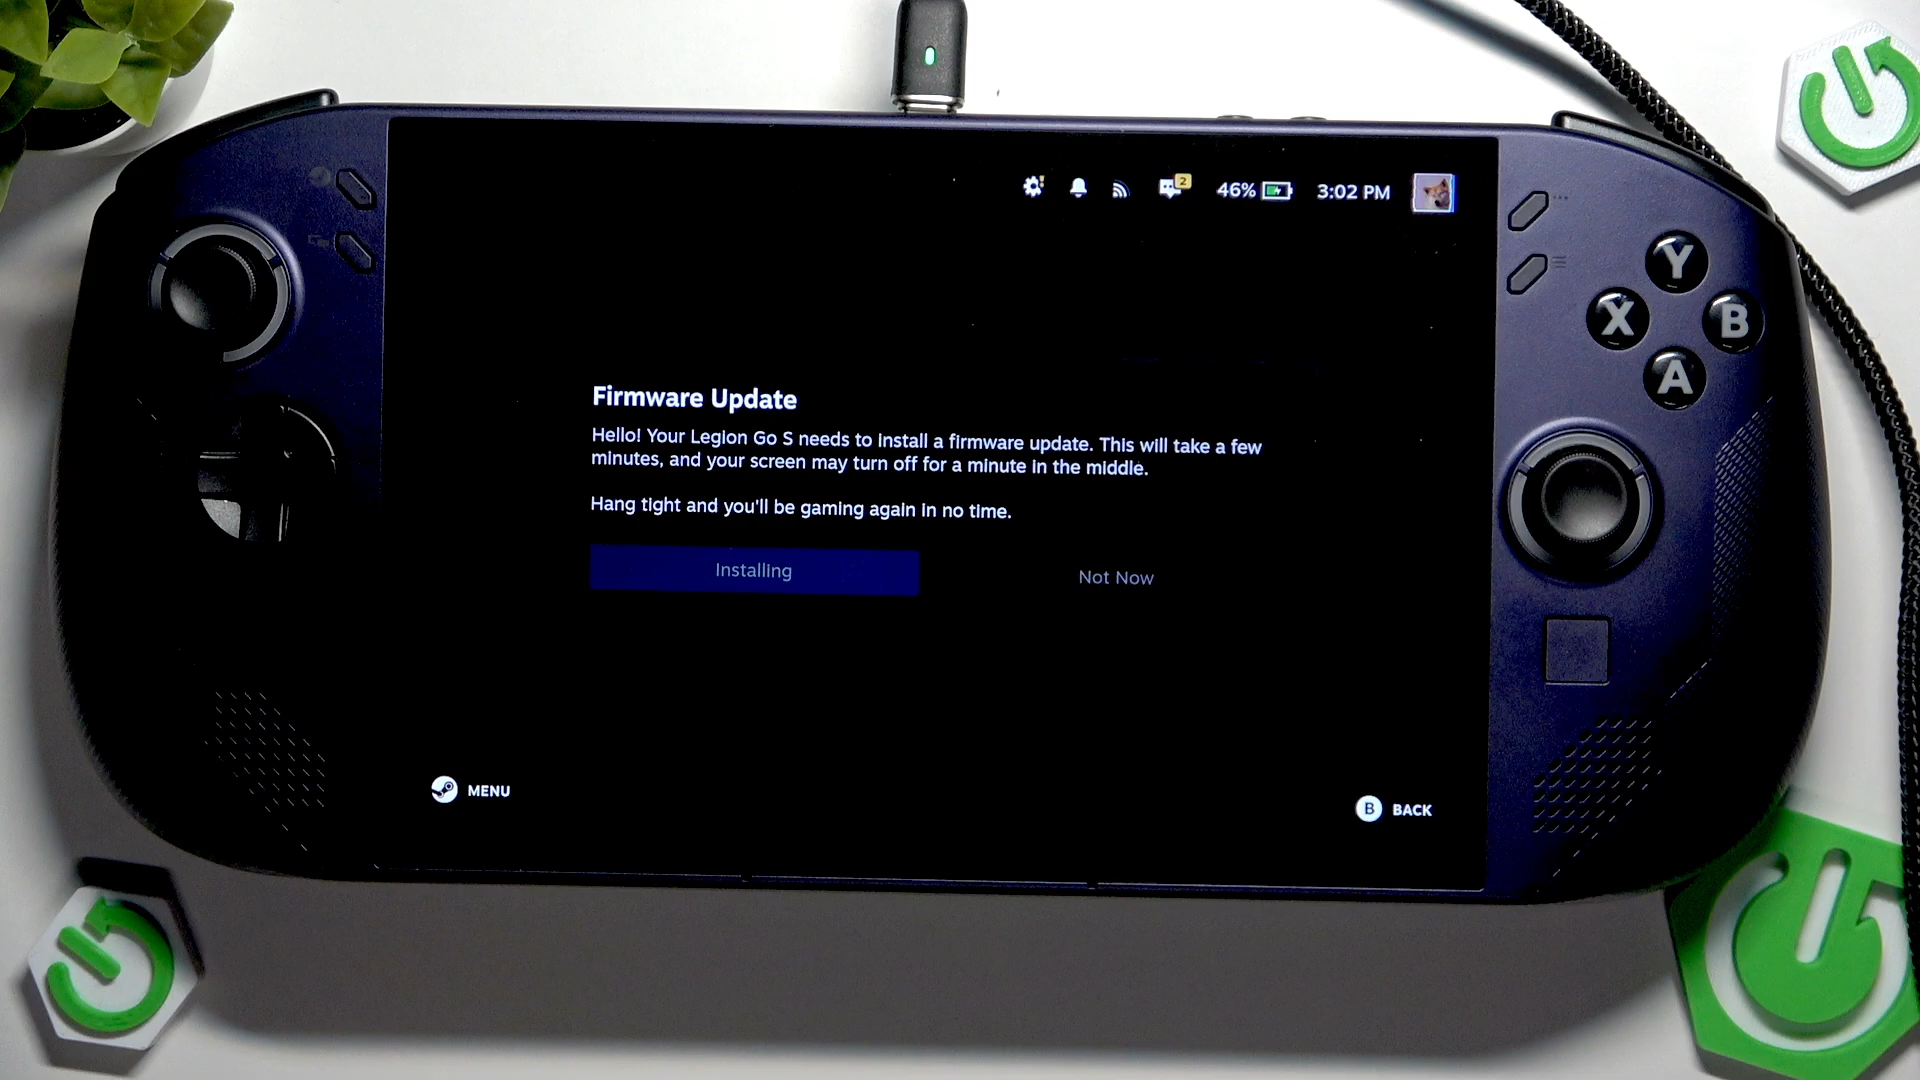 2
46%
3:02 PM
Y
X
B
A
Firmware Update
Hello! Your Legion Go S needs to install a firmware update. This will take a few
minutes, and your screen may turn off for a minute in the middle.
Hang tight and you'll be gaming again in no time.
Installing
Not Now
MENU
B BACK